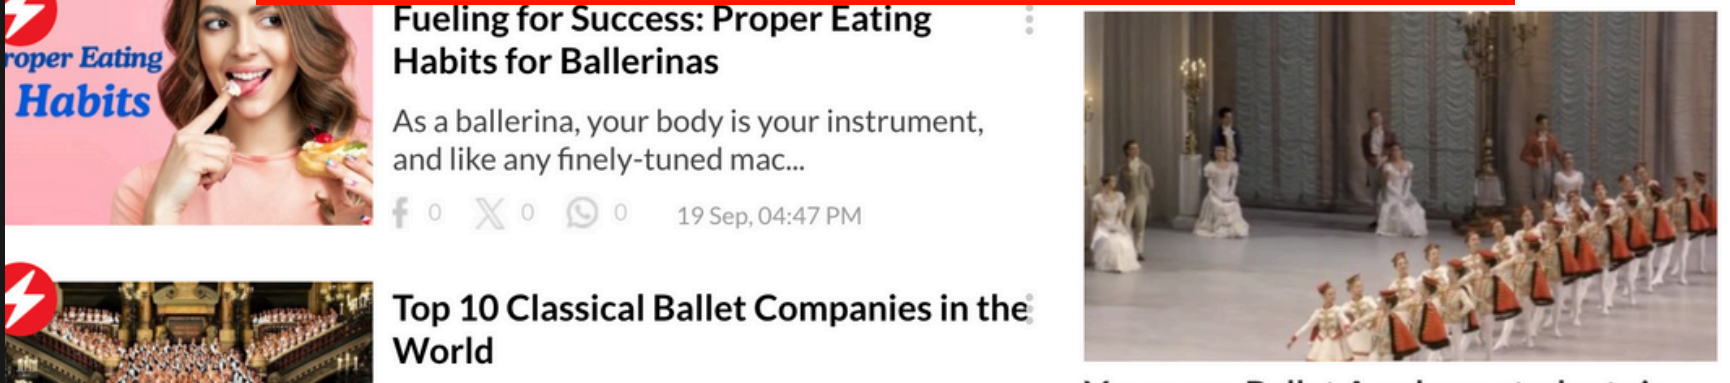 roper Eating
Habits
Fueling for Success: Proper Eating
Habits for Ballerinas
As a ballerina, your body is your instrument,
and like any finely-tuned mac...
0 0 0 19 Sep, 04:47 PM
Top 10 Classical Ballet Companies in the
World